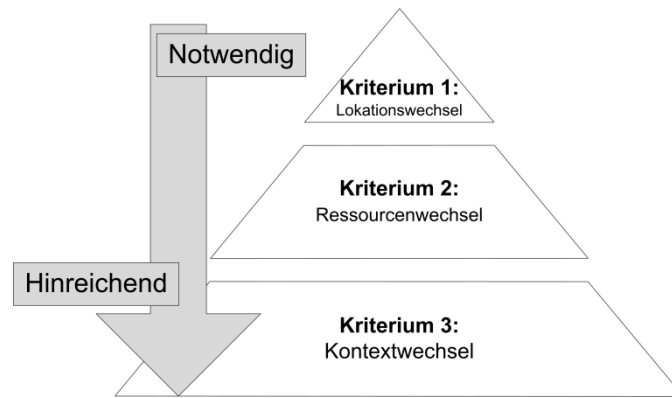 Notwendig
Kriterium 1:
Lokationswechsel
Kriterium 2:
Ressourcenwechsel
Hinreichend
Kriterium 3:
Kontextwechsel